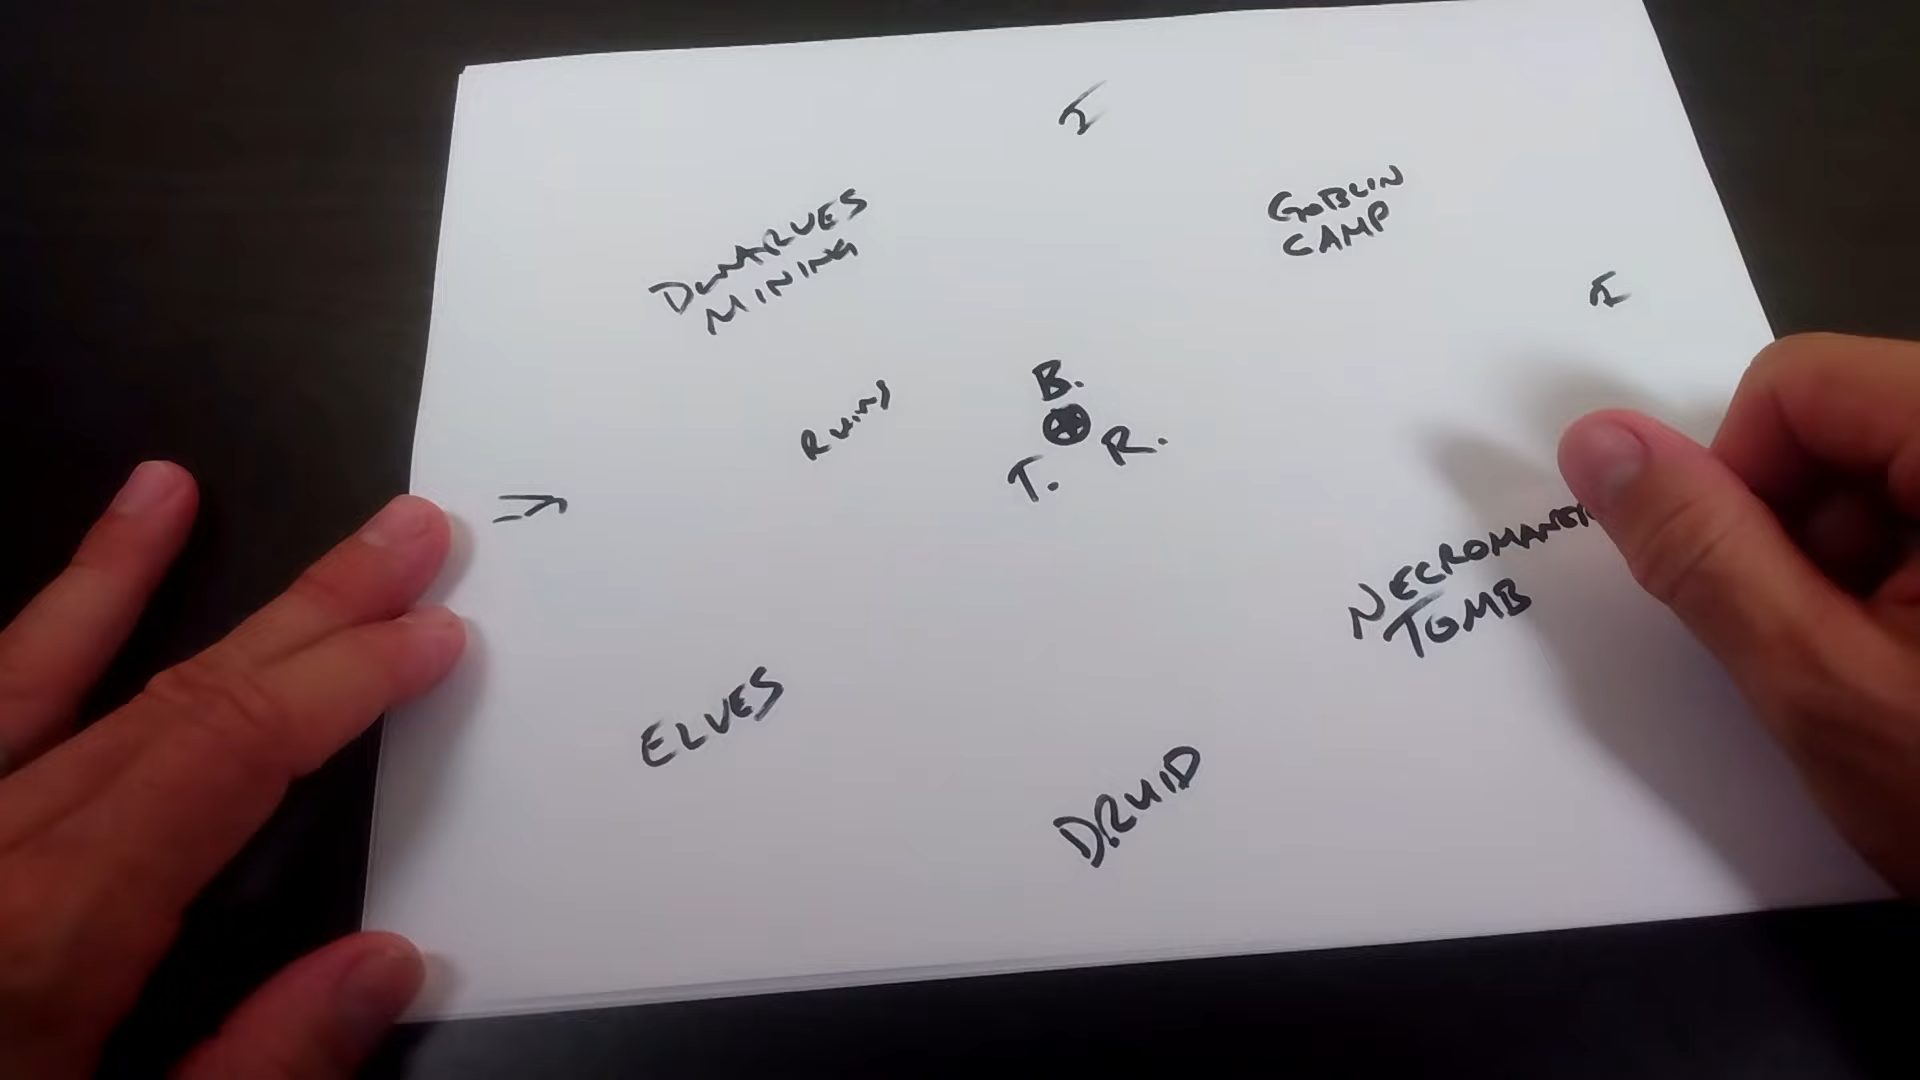 DWARVES
MINING
GOBLIN
CAMP
RUINS
B.
T.
R.
TOMB
ELVES
DRUID